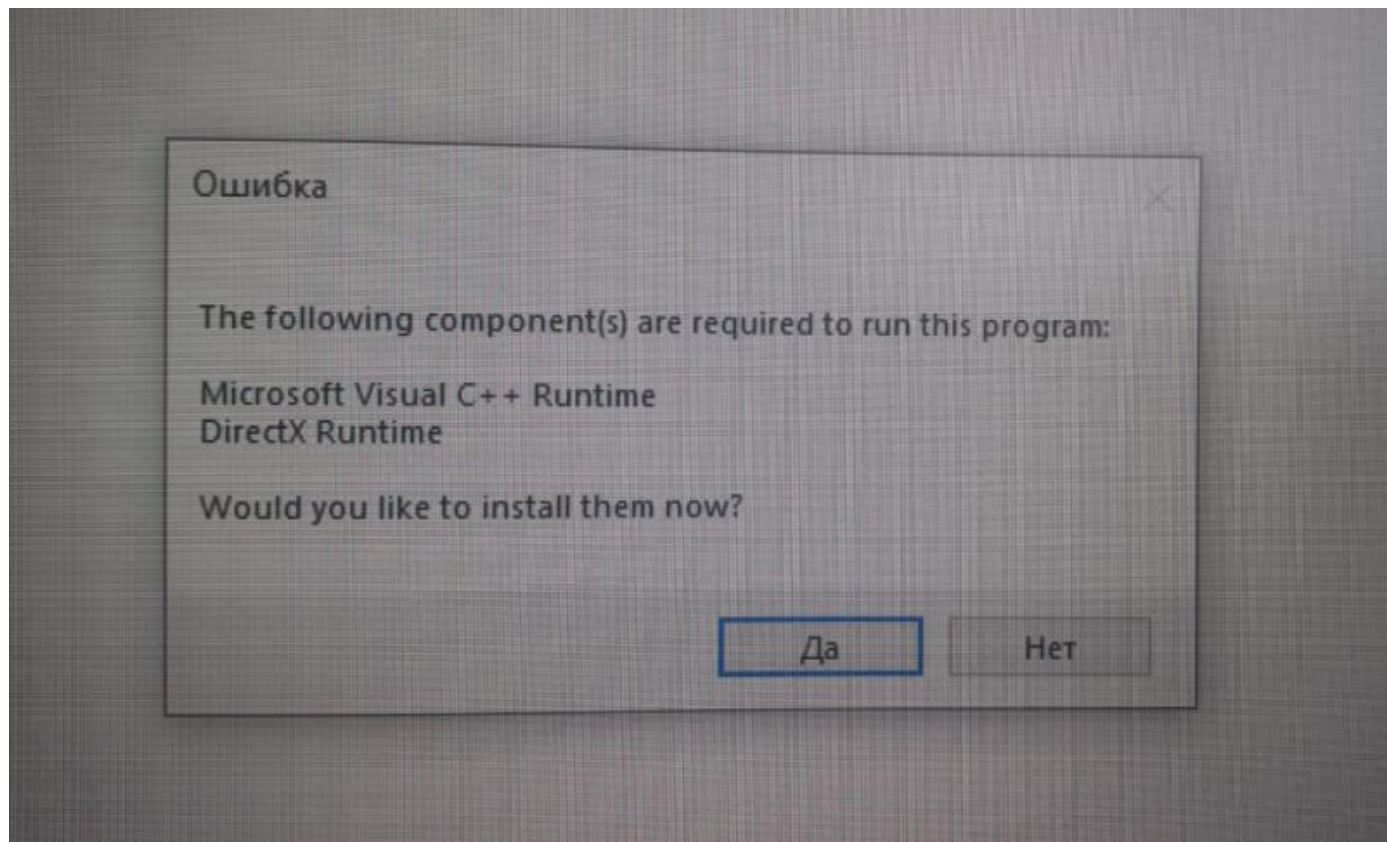 Ошибка
The following component(s) are required to run this program:
Microsoft Visual C++ Runtime
DirectX Runtime
Would you like to install them now?
Да
Нет